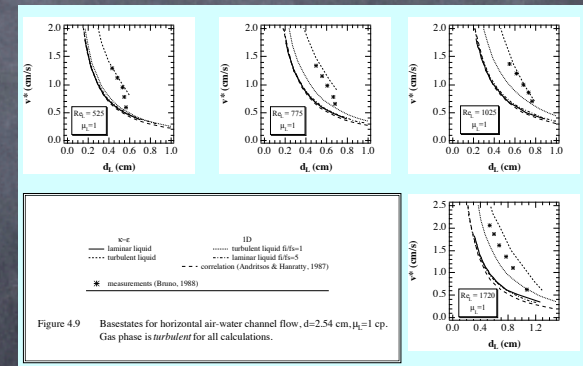 2.0
1.5
1.0
0.5
0.0
v* (cm/s)
Re_L = 525
μ_L=1
0.0 0.2 0.4 0.6 0.8 1.0
d_L (cm)
2.0
1.5
1.0
0.5
0.0
v* (cm/s)
Re_L = 775
μ_L=1
0.0 0.2 0.4 0.6 0.8 1.0
d_L (cm)
2.0
1.5
1.0
0.5
0.0
v* (cm/s)
Re_L = 1025
μ_L=1
0.0 0.2 0.4 0.6 0.8 1.0
d_L (cm)
κ-ε
laminar liquid
turbulent liquid
1D
turbulent liquid fi/fs=1
laminar liquid fi/fs=5
correlation (Andritsos & Hanratty, 1987)
measurements (Bruno, 1988)
Figure 4.9 Basestates for horizontal air-water channel flow, d=2.54 cm, μ_L=1 cp.
Gas phase is turbulent for all calculations.
2.5
2.0
1.5
1.0
0.5
0.0
v* (cm/s)
Re_L = 1720
μ_L=1
0.0 0.4 0.8 1.2
d_L (cm)